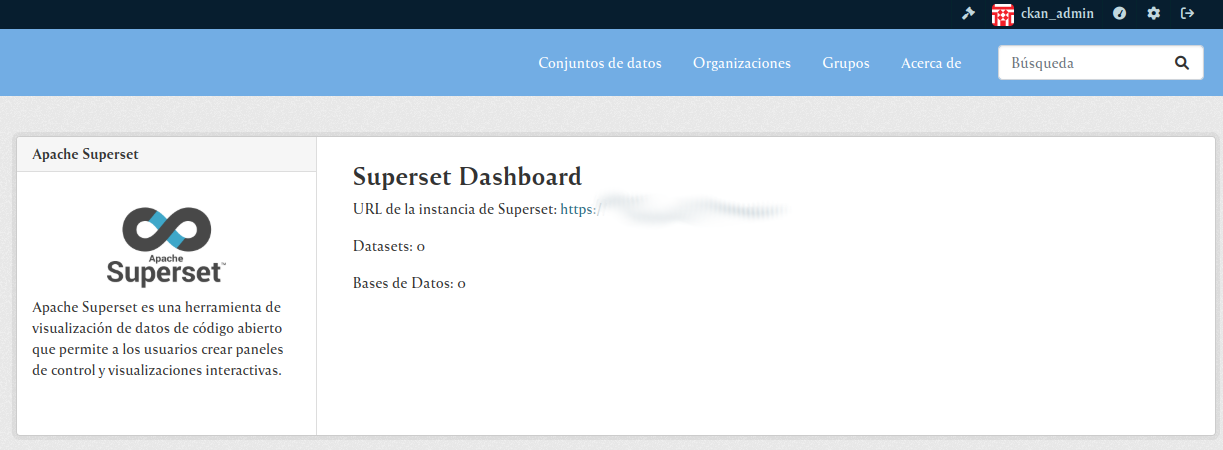 ckan_admin
Conjuntos de datos Organizaciones Grupos Acerca de Búsqueda
Apache Superset
Apache
Superset™
Apache Superset es una herramienta de
visualización de datos de código abierto
que permite a los usuarios crear paneles
de control y visualizaciones interactivas.
Superset Dashboard
URL de la instancia de Superset: https:/
Datasets: 0
Bases de Datos: 0